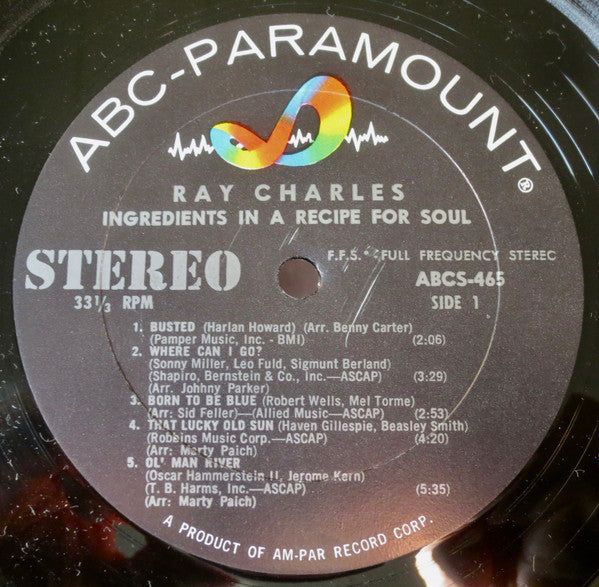 ABC-PARAMOUNT®
RAY CHARLES
INGREDIENTS IN A RECIPE FOR SOUL
STEREO
33⅓ RPM
F.F.S. • FULL FREQUENCY STEREC
ABCS-465
SIDE 1
1. BUSTED (Harlan Howard) (Arr. Benny Carter)
(Pamper Music, Inc. - BMI) (2:06)
2. WHERE CAN I GO?
(Sonny Miller, Leo Fuld, Sigmunt Berland)
(Shapiro, Bernstein & Co., Inc.—ASCAP) (3:29)
(Arr. Johnny Parker)
3. BORN TO BE BLUE (Robert Wells, Mel Torme)
(Arr: Sid Feller)—(Allied Music—ASCAP) (2:53)
4. THAT LUCKY OLD SUN (Haven Gillespie, Beasley Smith)
(Robbins Music Corp.—ASCAP) (4:20)
(Arr. Marty Paich)
5. OL' MAN RIVER
(Oscar Hammerstein II, Jerome Kern)
(T. B. Harms, Inc.—ASCAP) (5:35)
(Arr: Marty Paich)
A PRODUCT OF AM-PAR RECORD CORP.